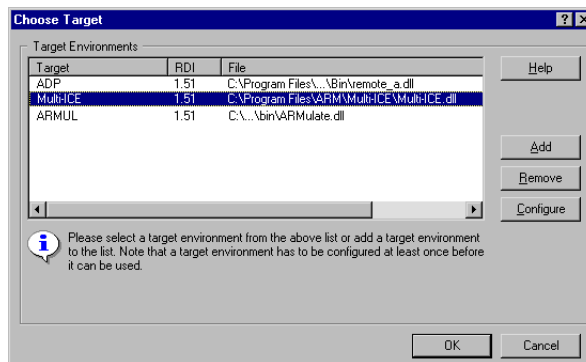 Choose Target
Target Environments
Target RDI File
ADP 1.51 C:\Program Files\...\Bin\remote_a.dll
Multi-ICE 1.51 C:\Program Files\ARM\Multi-ICE\Multi-ICE.dll
ARMUL 1.51 C:\...\bin\ARMulate.dll
Help
Add
Remove
Configure
Please select a target environment from the above list or add a target environment
to the list. Note that a target environment has to be configured at least once before
it can be used.
OK Cancel